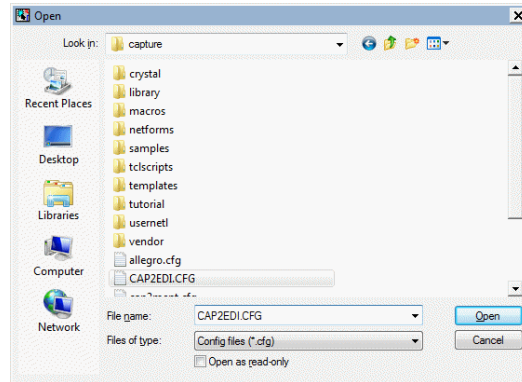 Open
Look in:
capture
Recent Places
Desktop
Libraries
Computer
Network
crystal
library
macros
netforms
samples
tclscripts
templates
tutorial
usernetl
vendor
allegro.cfg
CAP2EDI.CFG
File name:
CAP2EDI.CFG
Open
Files of type:
Config files (*.cfg)
Cancel
Open as read-only